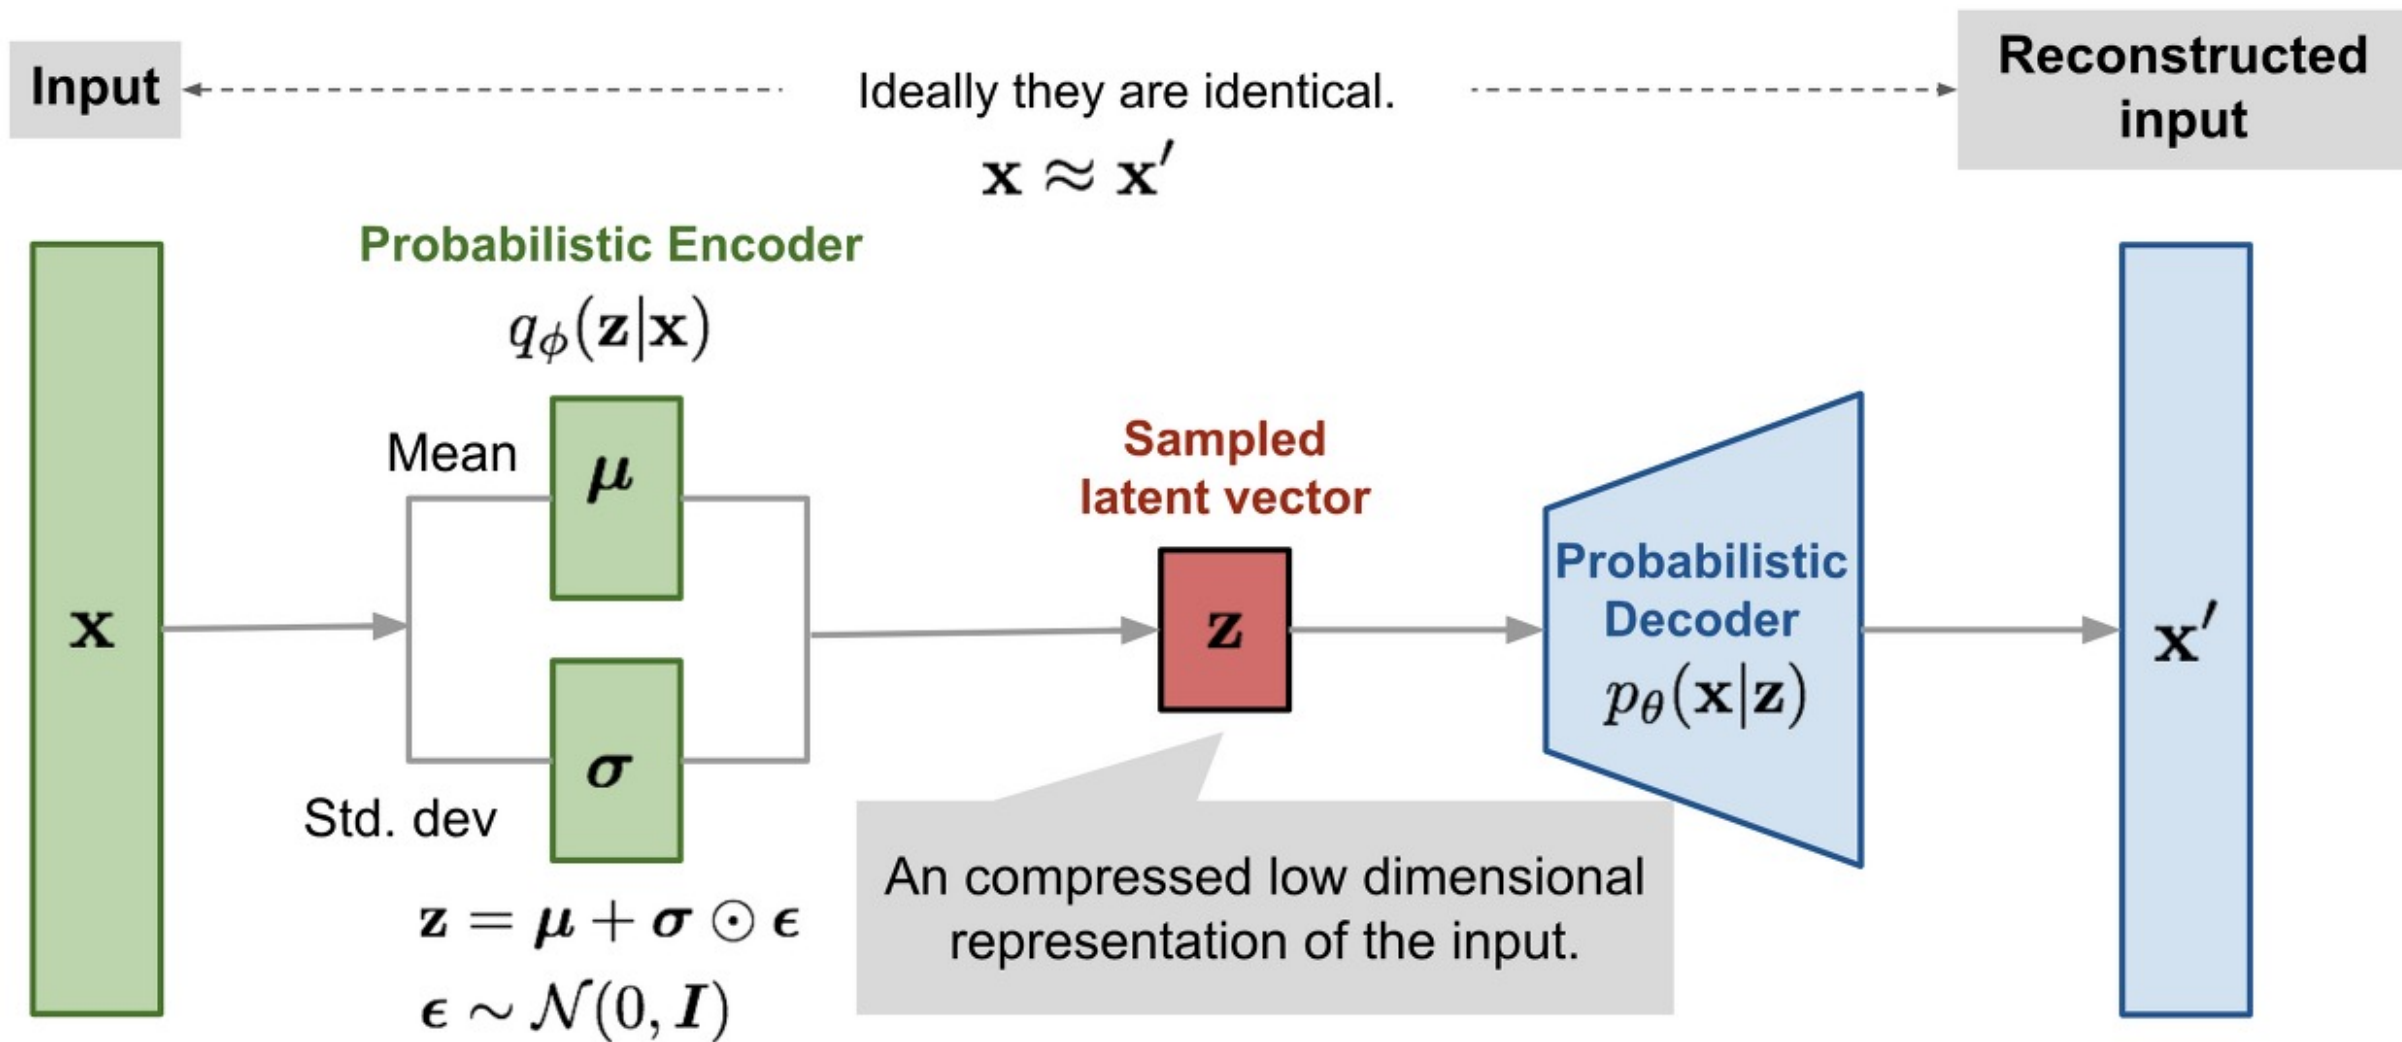 Input
Ideally they are identical.
x ≈ x′
Reconstructed
input
Probabilistic Encoder
qϕ(z|x)
Mean
μ
x
σ
Std. dev
z = μ + σ ⊙ ϵ
ϵ ∼ 𝒩(0, I)
Sampled
latent vector
z
An compressed low dimensional
representation of the input.
Probabilistic
Decoder
pθ(x|z)
x′